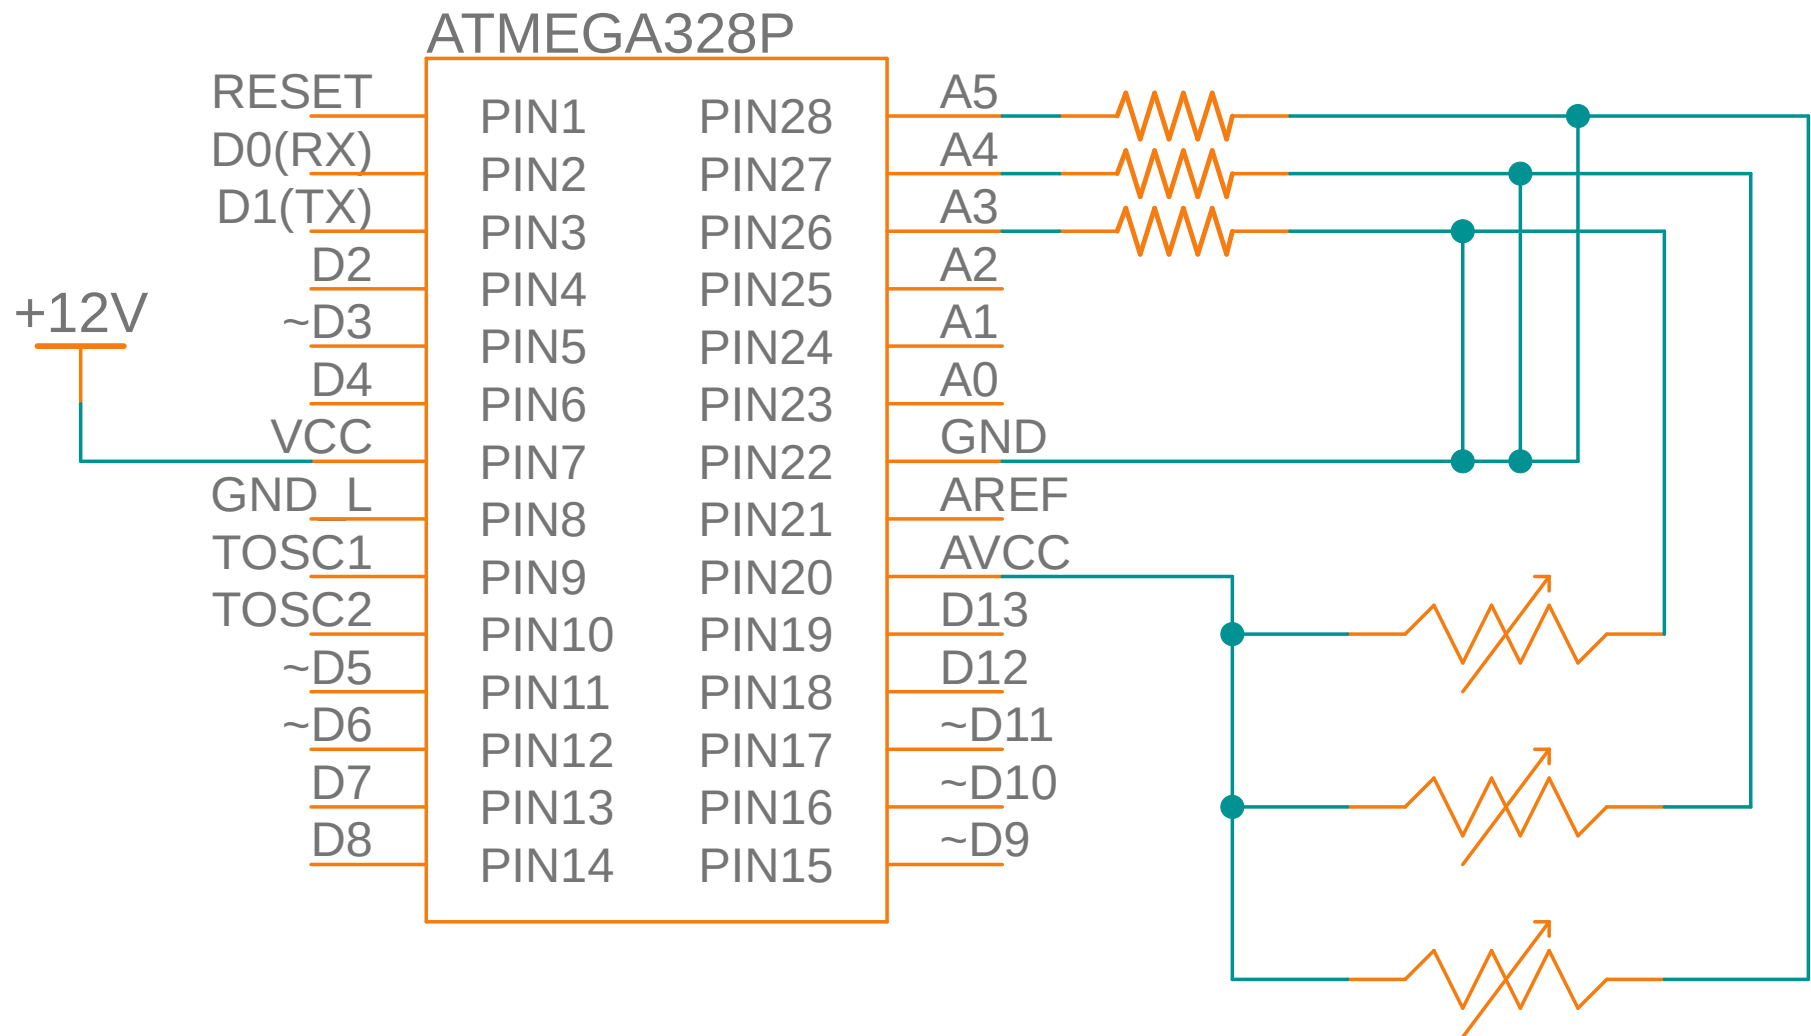 ATMEGA328P
RESET PIN1 PIN28 A5
D0(RX) PIN2 PIN27 A4
D1(TX) PIN3 PIN26 A3
D2 PIN4 PIN25 A2
+12V
~D3 PIN5 PIN24 A1
D4 PIN6 PIN23 A0
VCC PIN7 PIN22 GND
GND_L PIN8 PIN21 AREF
TOSC1 PIN9 PIN20 AVCC
TOSC2 PIN10 PIN19 D13
~D5 PIN11 PIN18 D12
~D6 PIN12 PIN17 ~D11
D7 PIN13 PIN16 ~D10
D8 PIN14 PIN15 ~D9